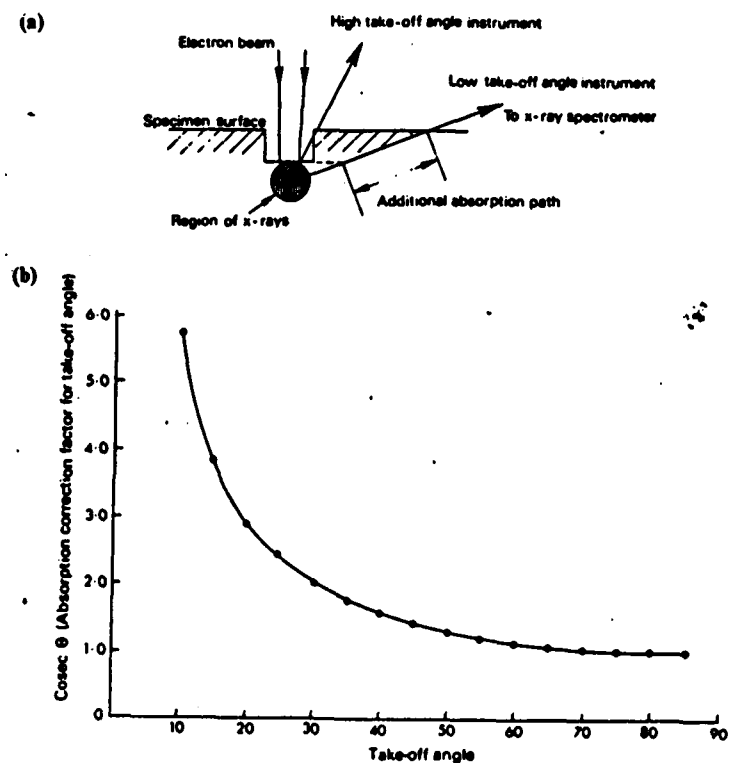 (a)
High take-off angle instrument
Electron beam
Low take-off angle instrument
Specimen surface
To x-ray spectrometer
Additional absorption path
Region of x-rays
(b)
Cosec θ (Absorption correction factor for take-off angle)
6·0
5·0
4·0
3·0
2·0
1·0
0
10 20 30 40 50 60 70 80 90
Take-off angle